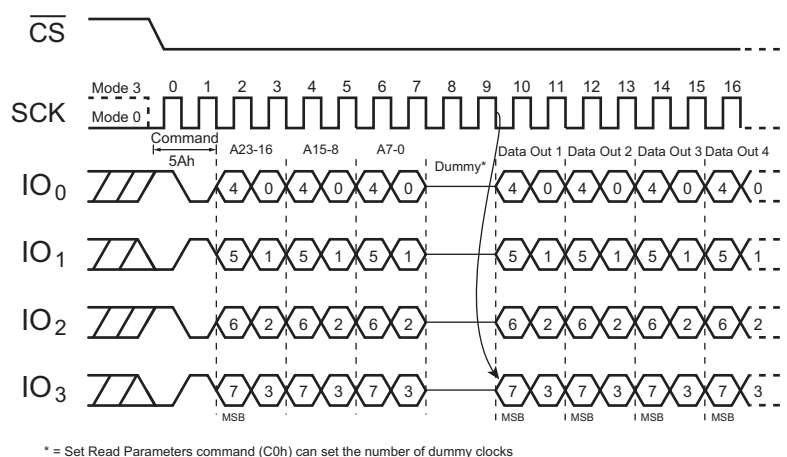 CS
Mode 3 0 1 2 3 4 5 6 7 8 9 10 11 12 13 14 15 16
SCK
Mode 0
Command A23-16 A15-8 A7-0 Dummy* Data Out 1 Data Out 2 Data Out 3 Data Out 4
5Ah
IO0 4 0 4 0 4 0 4 0 4 0 4 0 4 0
IO1 5 1 5 1 5 1 5 1 5 1 5 1 5 1
IO2 6 2 6 2 6 2 6 2 6 2 6 2 6 2
IO3 7 3 7 3 7 3 7 3 7 3 7 3 7 3
MSB MSB MSB MSB MSB
* = Set Read Parameters command (C0h) can set the number of dummy clocks